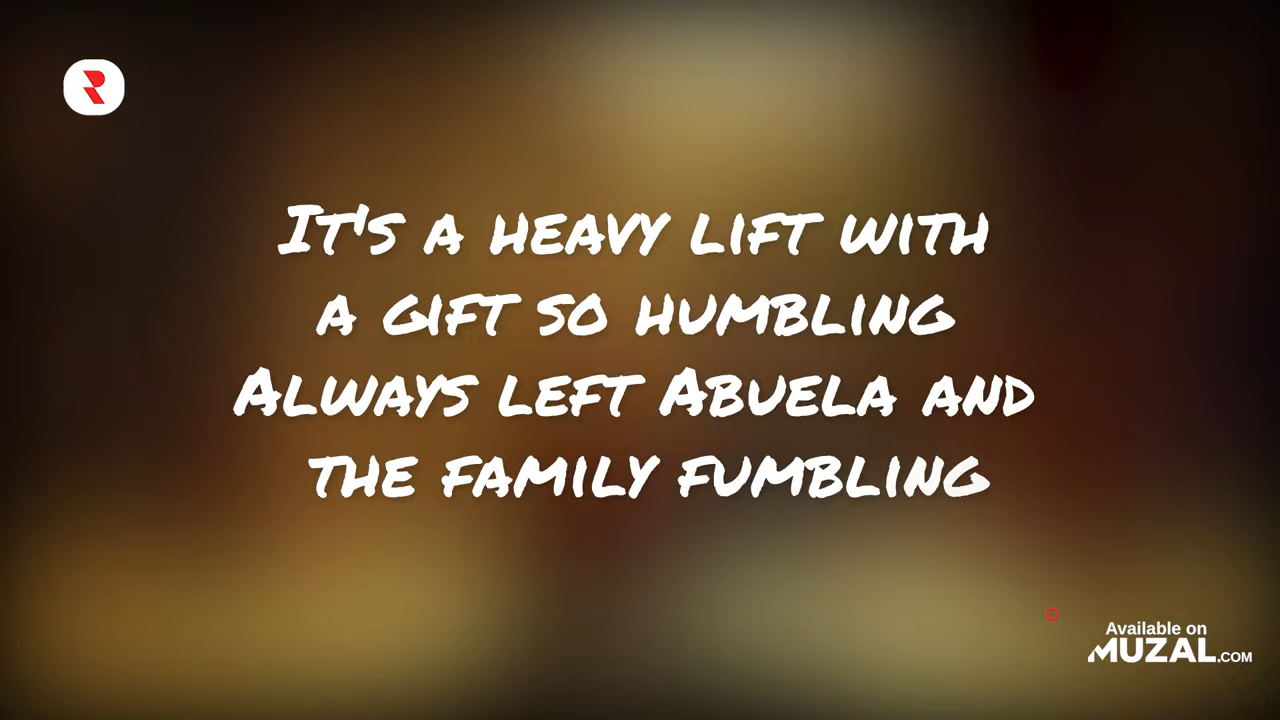 It's a heavy lift with
a gift so humbling
Always left Abuela and
the family fumbling
Available on
MUZAL.COM